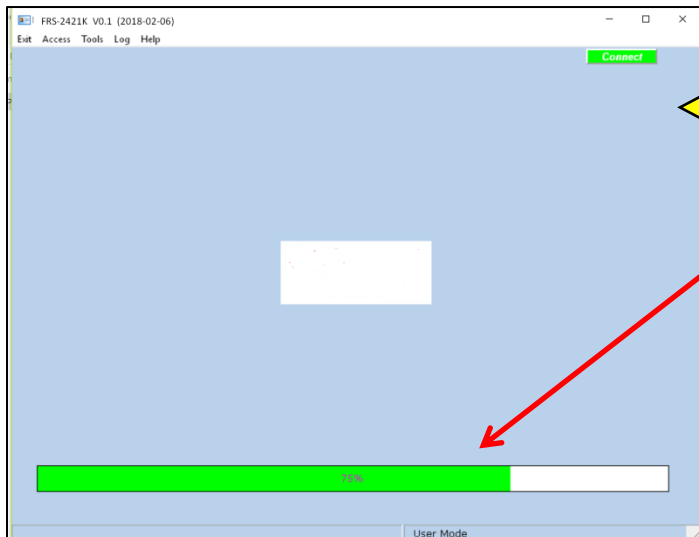 FRS-2421K V0.1 (2018-02-06)
Exit Access Tools Log Help
Connect
75%
User Mode